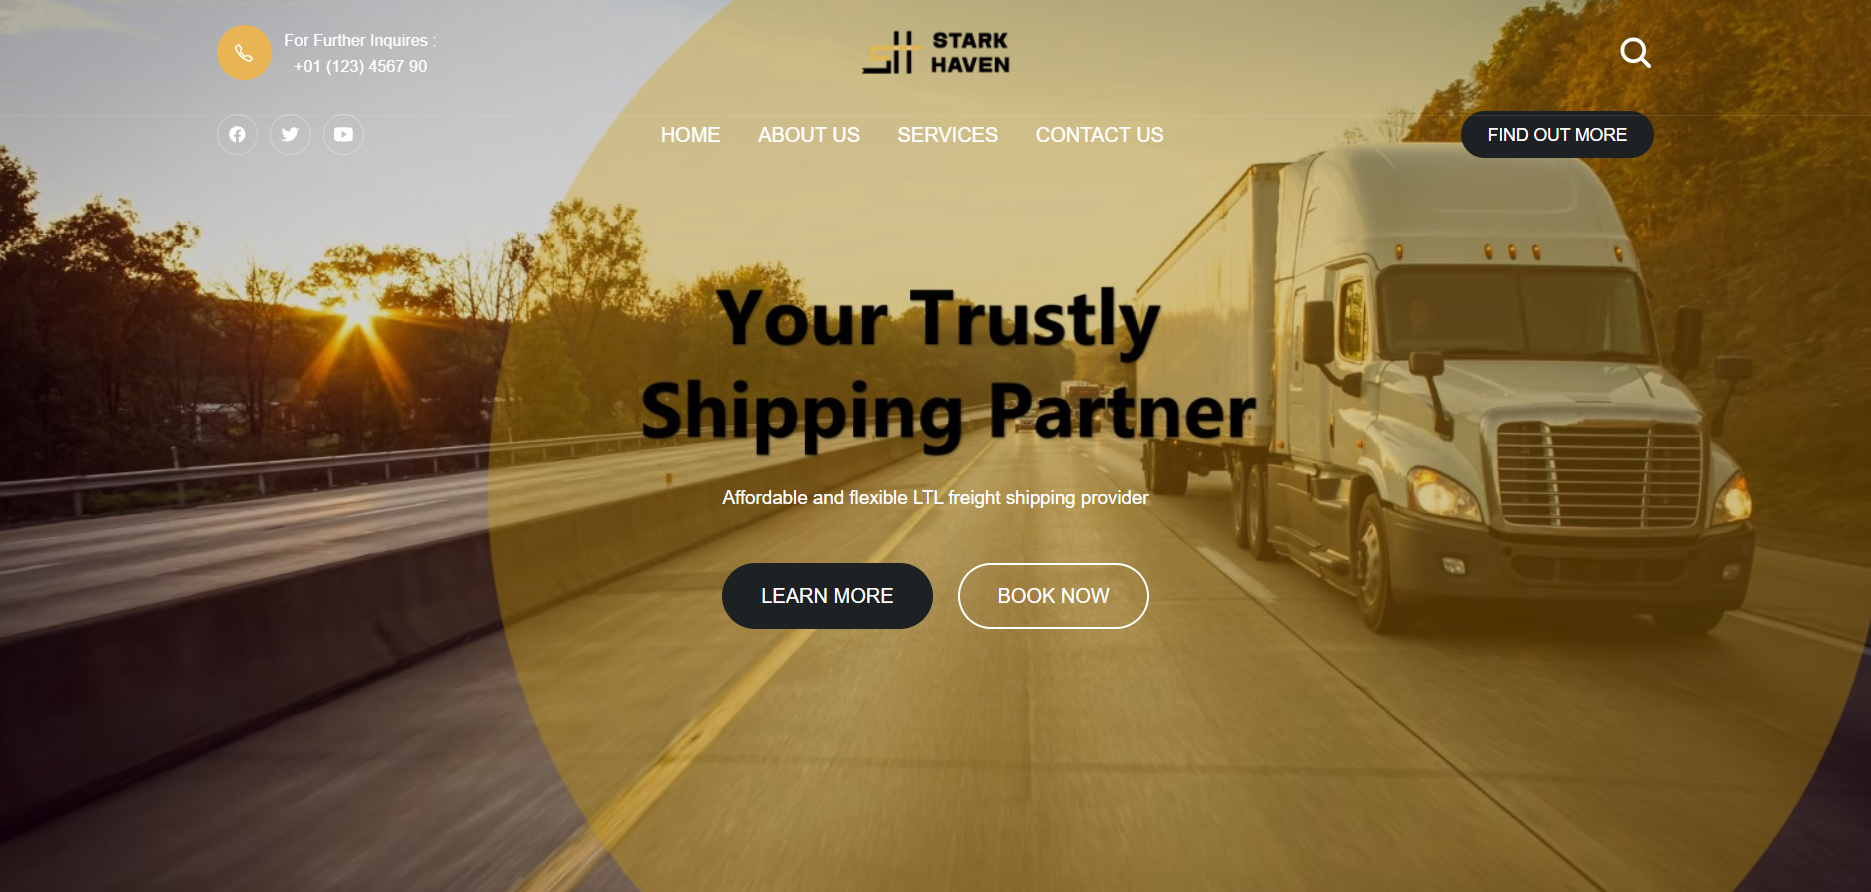 For Further Inquires :
+01 (123) 4567 90
STARK
HAVEN
HOME ABOUT US SERVICES CONTACT US
FIND OUT MORE
Your Trustly
Shipping Partner
Affordable and flexible LTL freight shipping provider
LEARN MORE
BOOK NOW